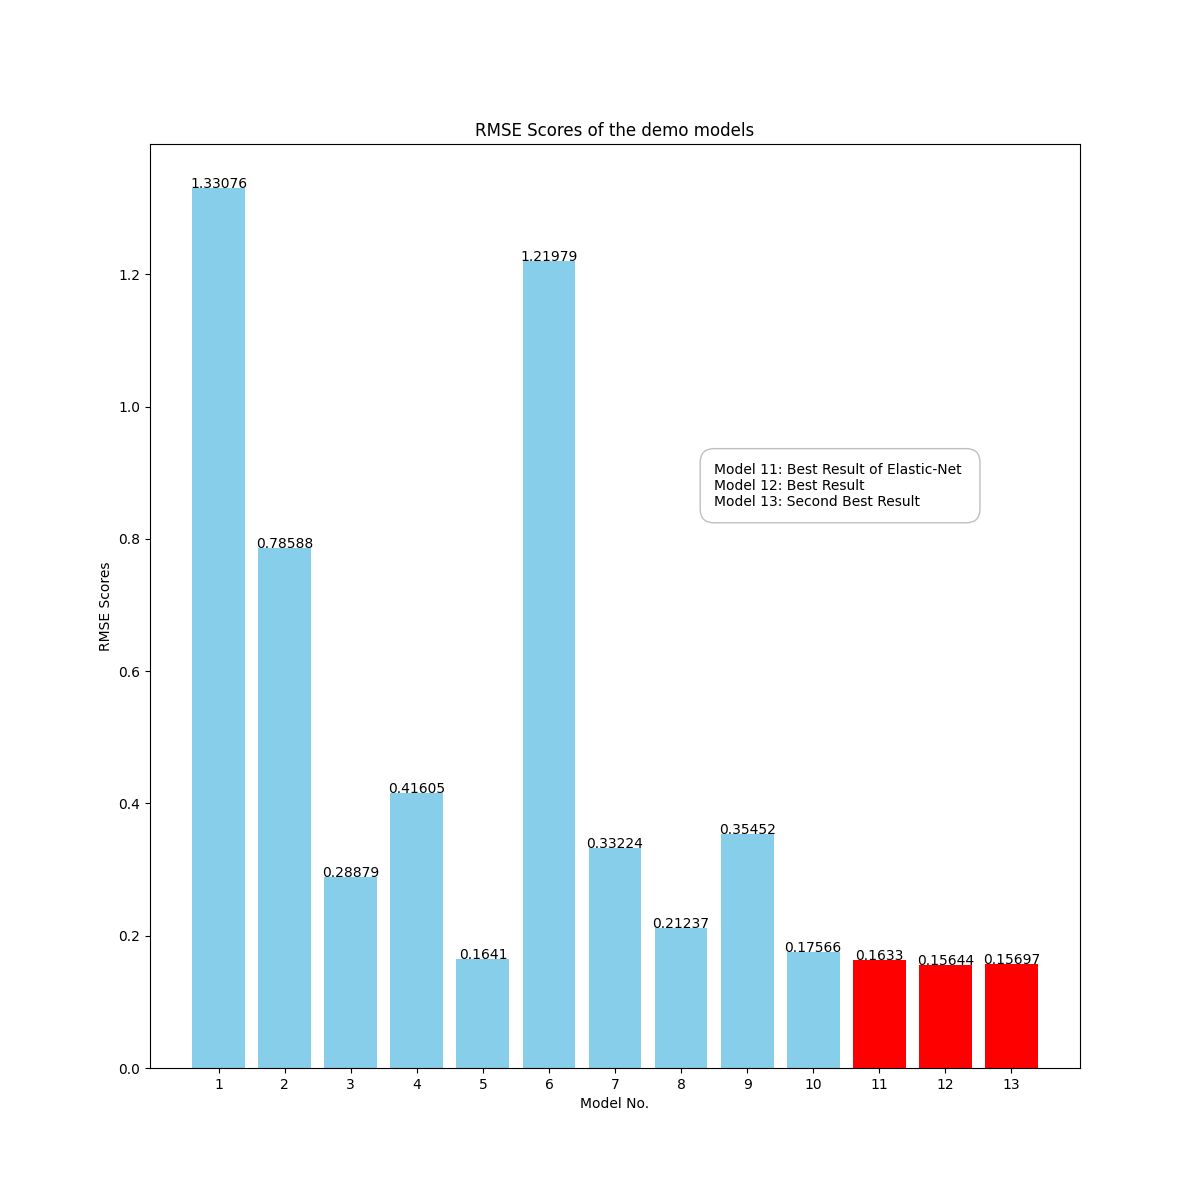 RMSE Scores of the demo models
1.33076
1.21979
1.2
1.0
Model 11: Best Result of Elastic-Net
Model 12: Best Result
Model 13: Second Best Result
0.8
0.78588
RMSE Scores
0.6
0.4
0.41605
0.35452
0.33224
0.28879
0.2
0.21237
0.17566
0.1641
0.1633
0.15644
0.15697
0.0
1 2 3 4 5 6 7 8 9 10 11 12 13
Model No.